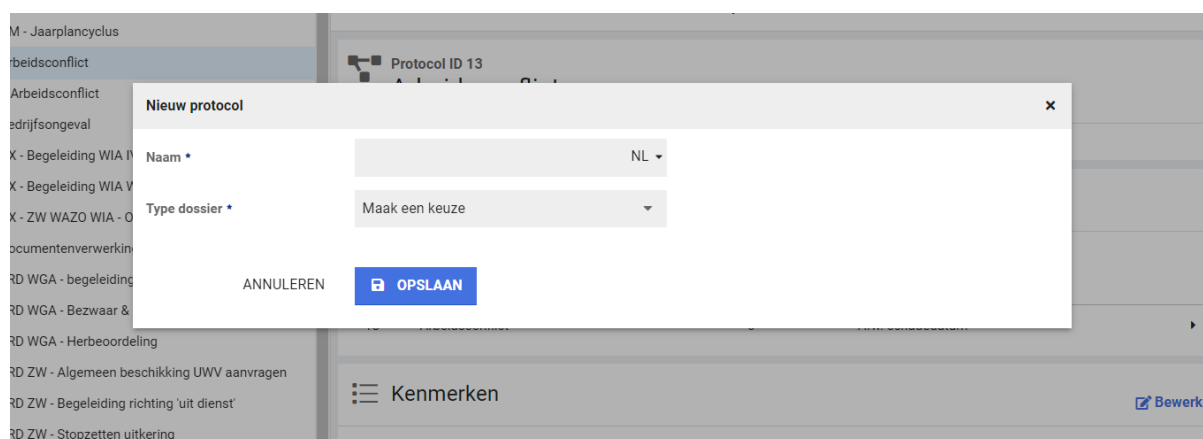 M - Jaarplancyclus
rbeidsconflict
Protocol ID 13
Arbeidsconflict
Nieuw protocol
×
edrijfsongeval
X - Begeleiding WIA
Naam *
NL
X - Begeleiding WIA
X - ZW WAZO WIA - O
Type dossier *
Maak een keuze
ocumentenverwerkin
RD WGA - begeleiding
ANNULEREN
OPSLAAN
RD WGA - Bezwaar &
RD WGA - Herbeoordeling
RD ZW - Algemeen beschikking UWV aanvragen
RD ZW - Begeleiding richting 'uit dienst'
Kenmerken
Bewerk
RD ZW - Stopzetten uitkering